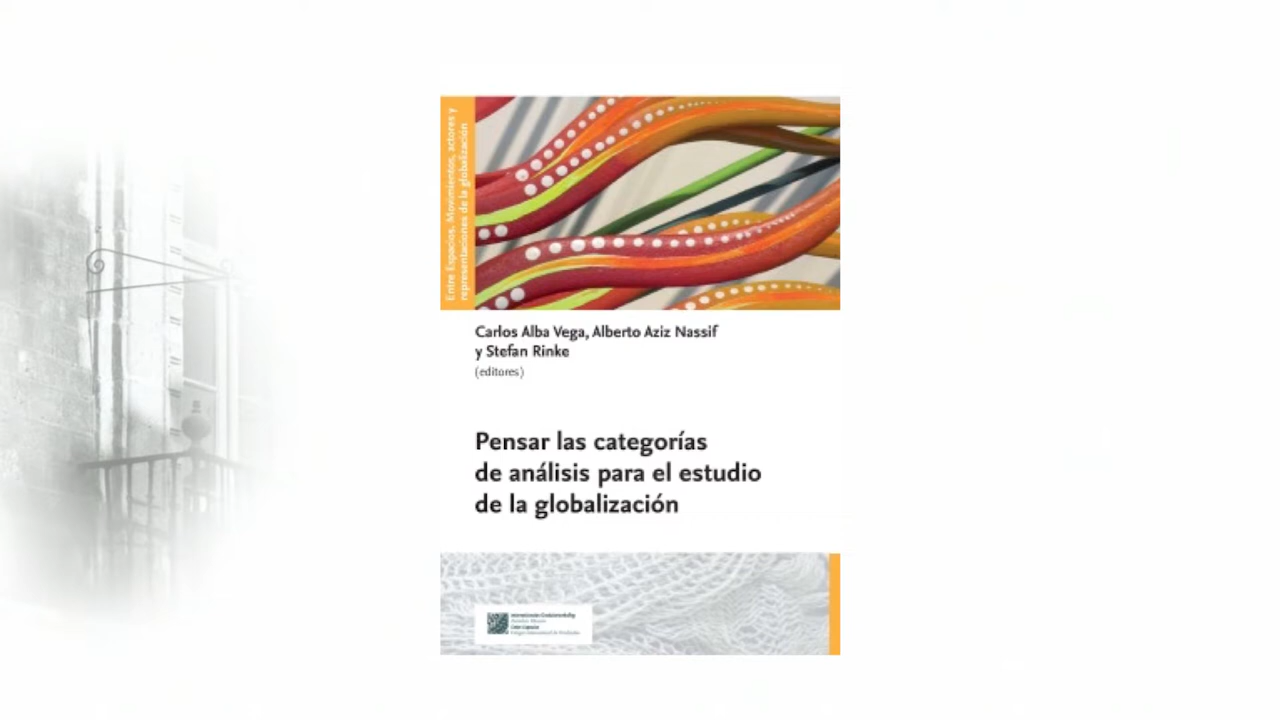 Entre Espacios. Movimientos, actores y
representaciones de la globalización
Carlos Alba Vega, Alberto Aziz Nassif
y Stefan Rinke
(editores)
Pensar las categorías
de análisis para el estudio
de la globalización